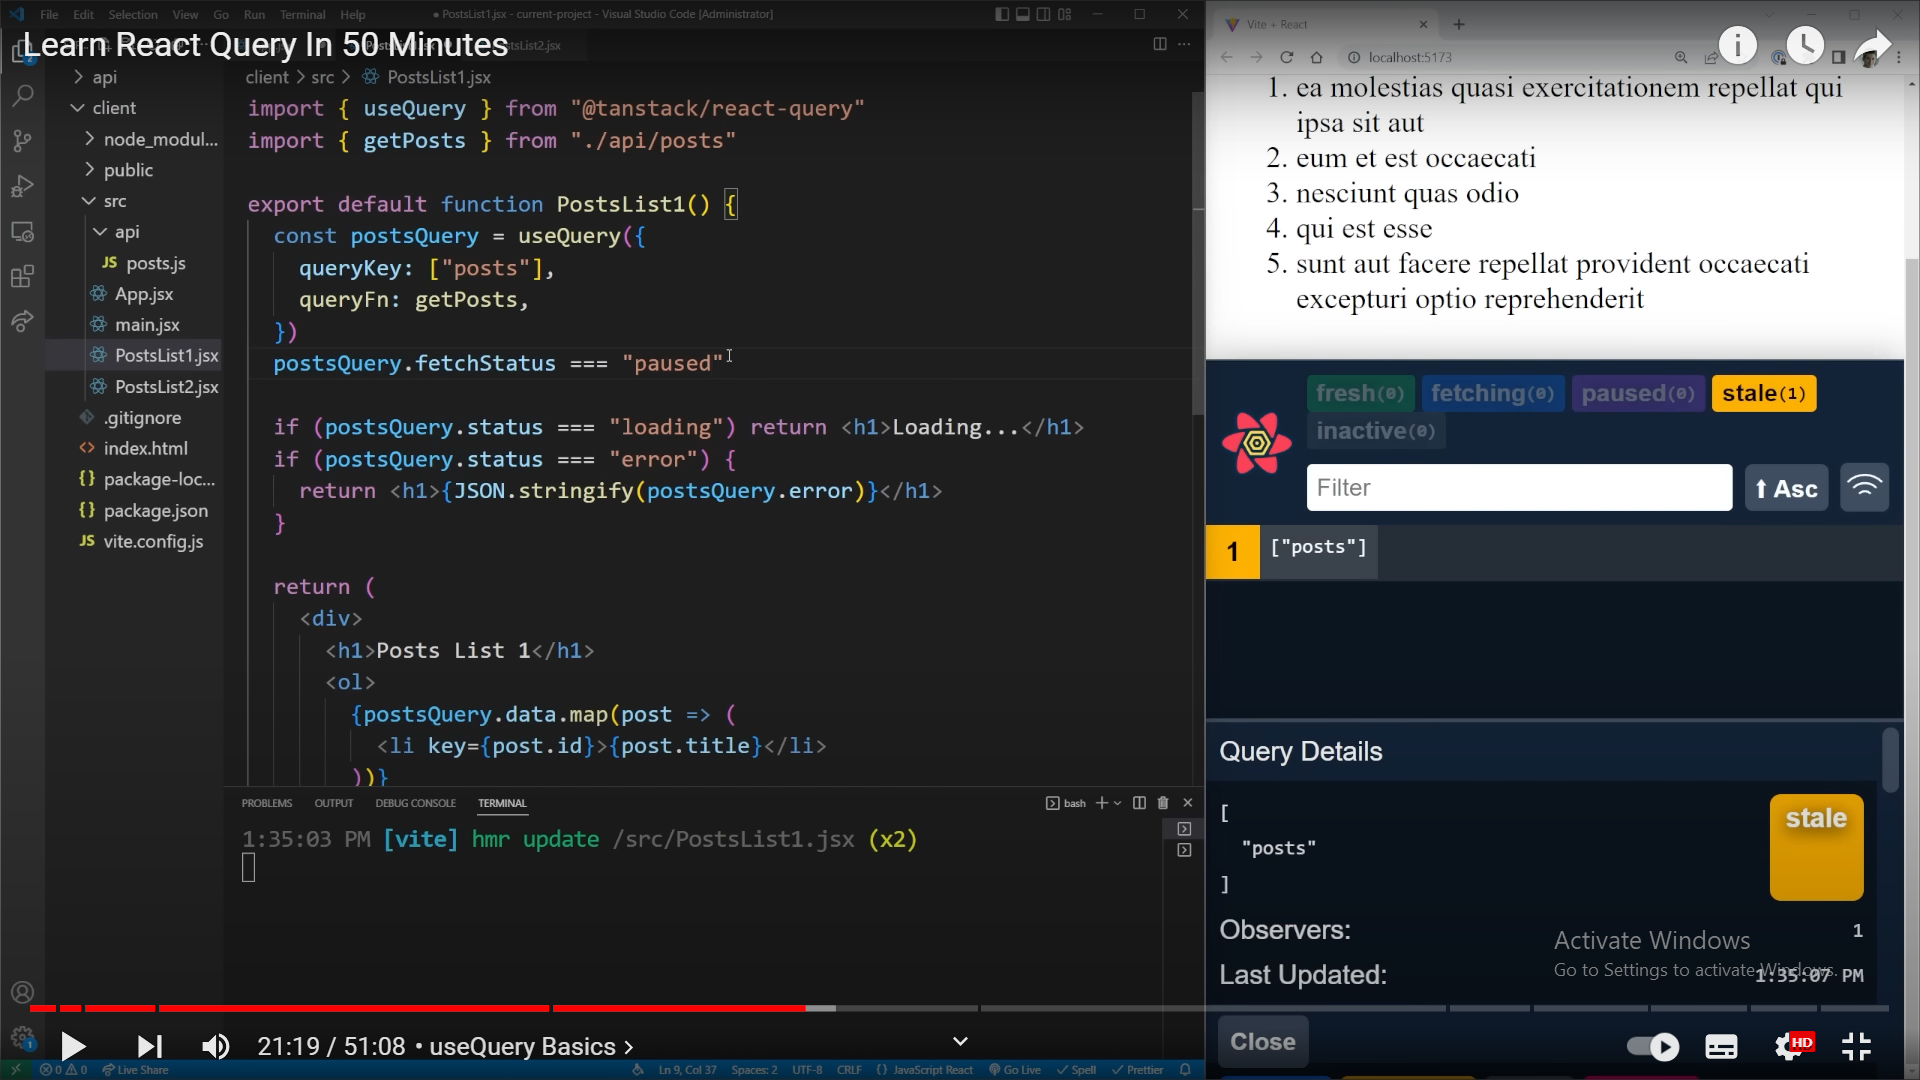 File Edit Selection View Go Run Terminal Help
● PostsList1.jsx - current-project - Visual Studio Code [Administrator]
Learn React Query In 50 Minutes
api
client
node_modul...
public
src
api
JS posts.js
App.jsx
main.jsx
PostsList1.jsx
PostsList2.jsx
.gitignore
index.html
package-loc...
package.json
JS vite.config.js
client > src > PostsList1.jsx
import { useQuery } from "@tanstack/react-query"
import { getPosts } from "./api/posts"
export default function PostsList1() {
const postsQuery = useQuery({
queryKey: ["posts"],
queryFn: getPosts,
})
postsQuery.fetchStatus === "paused"
if (postsQuery.status === "loading") return <h1>Loading...</h1>
if (postsQuery.status === "error") {
return <h1>{JSON.stringify(postsQuery.error)}</h1>
}
return (
<div>
<h1>Posts List 1</h1>
<ol>
{postsQuery.data.map(post => (
<li key={post.id}>{post.title}</li>
))}
PROBLEMS OUTPUT DEBUG CONSOLE TERMINAL
bash
1:35:03 PM [vite] hmr update /src/PostsList1.jsx (x2)
Vite + React
localhost:5173
1. ea molestias quasi exercitationem repellat qui
ipsa sit aut
2. eum et est occaecati
3. nesciunt quas odio
4. qui est esse
5. sunt aut facere repellat provident occaecati
excepturi optio reprehenderit
fresh(0) fetching(0) paused(0) stale(1)
inactive(0)
Filter
Asc
1 ["posts"]
Query Details
[
"posts"
]
stale
Observers: 1
Last Updated: 1:35:07 PM
Activate Windows
Go to Settings to activate Windows.
Close
21:19 / 51:08 • useQuery Basics >
HD
0 0 Live Share
Ln 9, Col 37 Spaces: 2 UTF-8 CRLF {} JavaScript React Go Live Spell Prettier